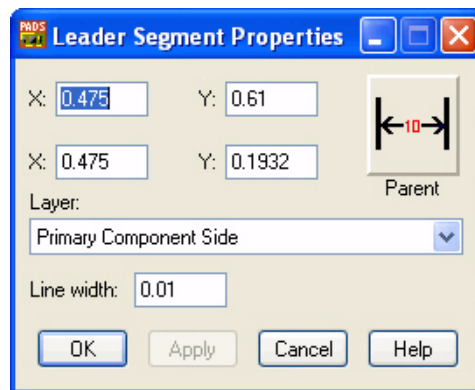 PADS Leader Segment Properties
X: 0.475 Y: 0.61
X: 0.475 Y: 0.1932
10
Parent
Layer:
Primary Component Side
Line width: 0.01
OK Apply Cancel Help